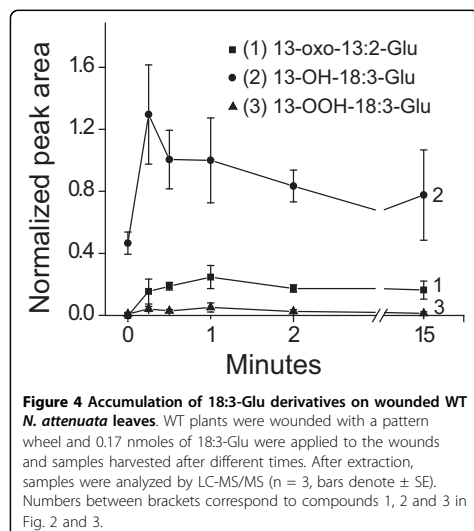 ■ (1) 13-oxo-13:2-Glu
● (2) 13-OH-18:3-Glu
▲ (3) 13-OOH-18:3-Glu
Normalized peak area
1.6
1.2
0.8
0.4
0.0
2
1
3
0
1
2
15
Minutes
Figure 4 Accumulation of 18:3-Glu derivatives on wounded WT
N. attenuata leaves. WT plants were wounded with a pattern
wheel and 0.17 nmoles of 18:3-Glu were applied to the wounds
and samples harvested after different times. After extraction,
samples were analyzed by LC-MS/MS (n = 3, bars denote ± SE).
Numbers between brackets correspond to compounds 1, 2 and 3 in
Fig. 2 and 3.